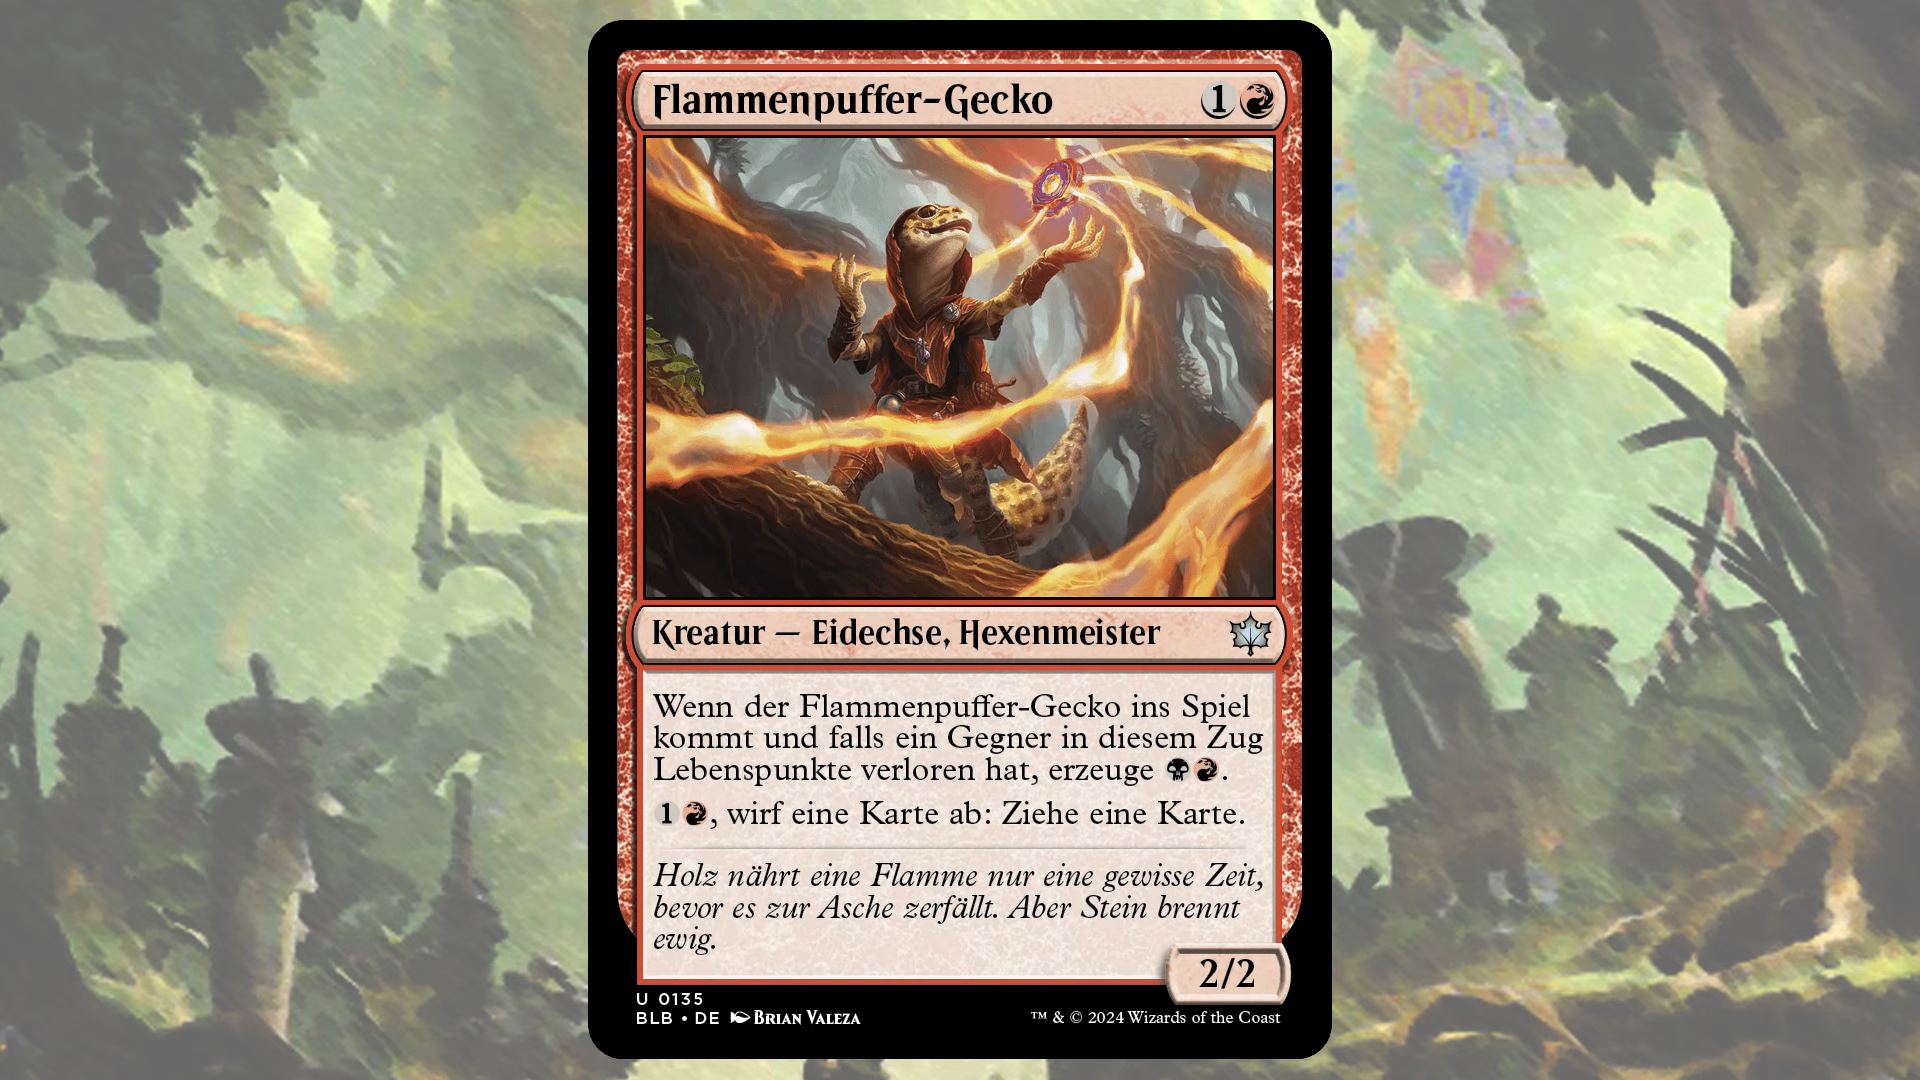 Flammenpuffer-Gecko 1
Kreatur — Eidechse, Hexenmeister
Wenn der Flammenpuffer-Gecko ins Spiel
kommt und falls ein Gegner in diesem Zug
Lebenspunkte verloren hat, erzeuge .
1, wirf eine Karte ab: Ziehe eine Karte.
Holz nährt eine Flamme nur eine gewisse Zeit,
bevor es zur Asche zerfällt. Aber Stein brennt
ewig.
2/2
U 0135
BLB • DE Brian Valeza
™ & © 2024 Wizards of the Coast